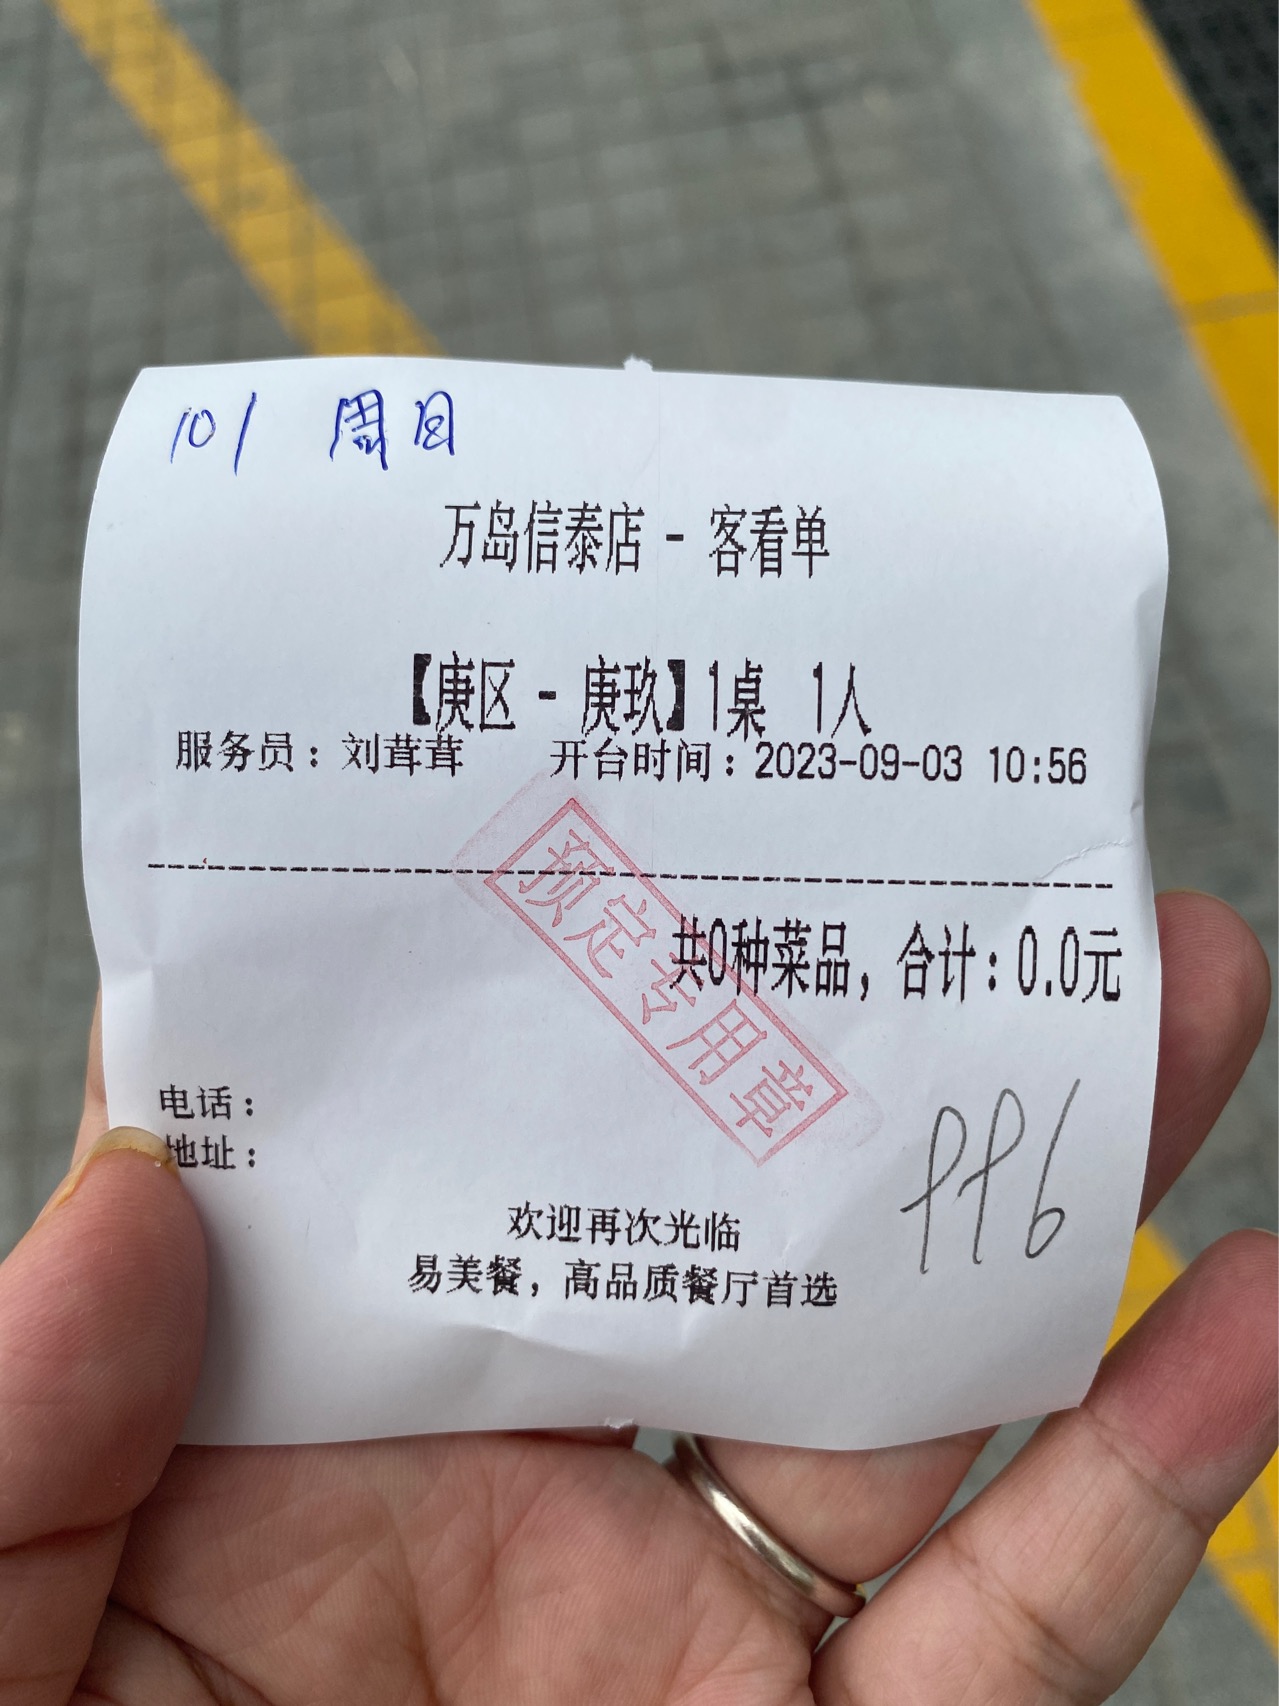 101 周日
万岛信泰店 - 客看单
【庚区 - 庚玖】1桌 1人
服务员：刘茸茸 开台时间：2023-09-03 10:56
预定专用章
共0种菜品，合计：0.0元
电话：
地址：
欢迎再次光临
易美餐，高品质餐厅首选